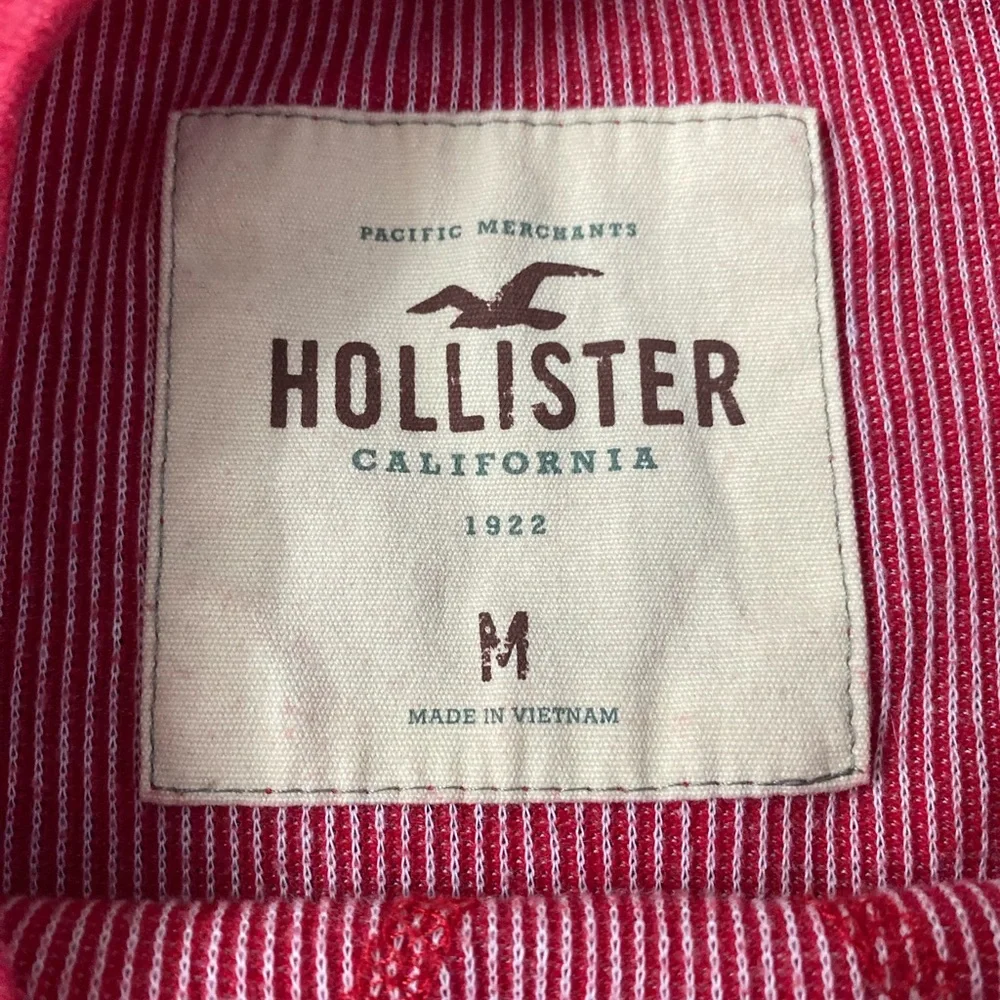 PACIFIC MERCHANTS
HOLLISTER
CALIFORNIA
1922
M
MADE IN VIETNAM